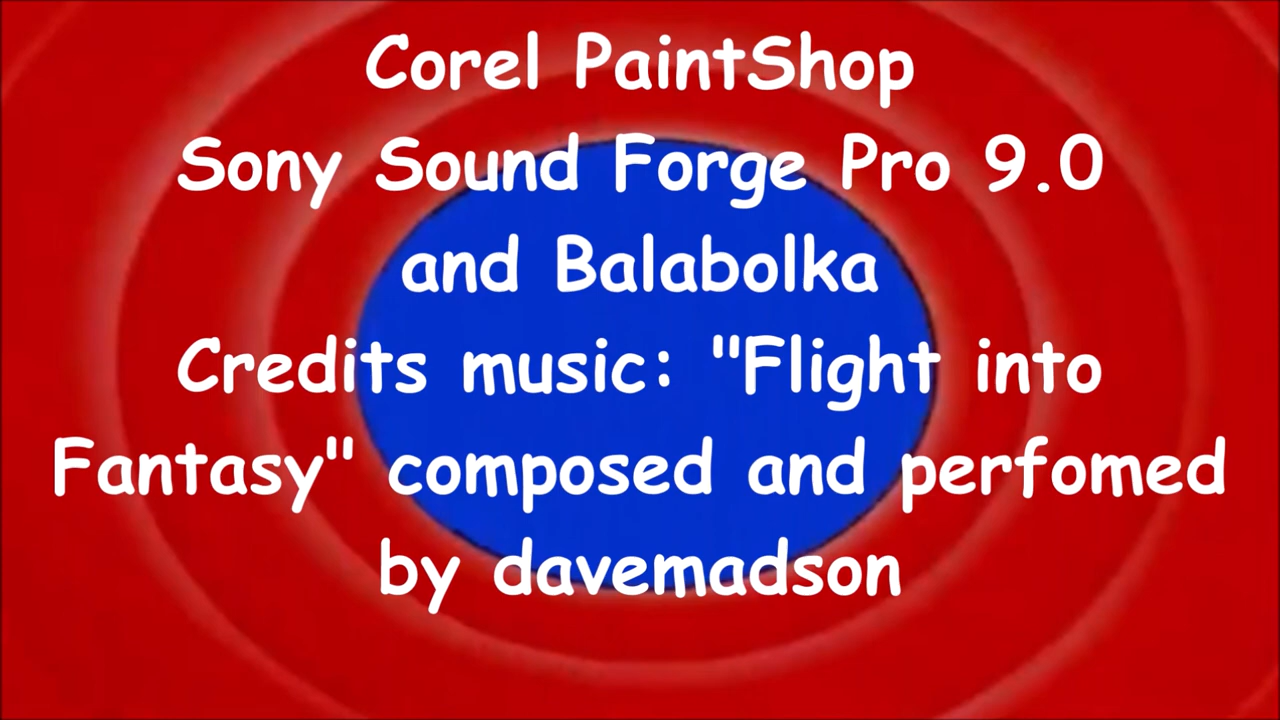 Corel PaintShop
Sony Sound Forge Pro 9.0
and Balabolka
Credits music: "Flight into
Fantasy" composed and perfomed
by davemadson